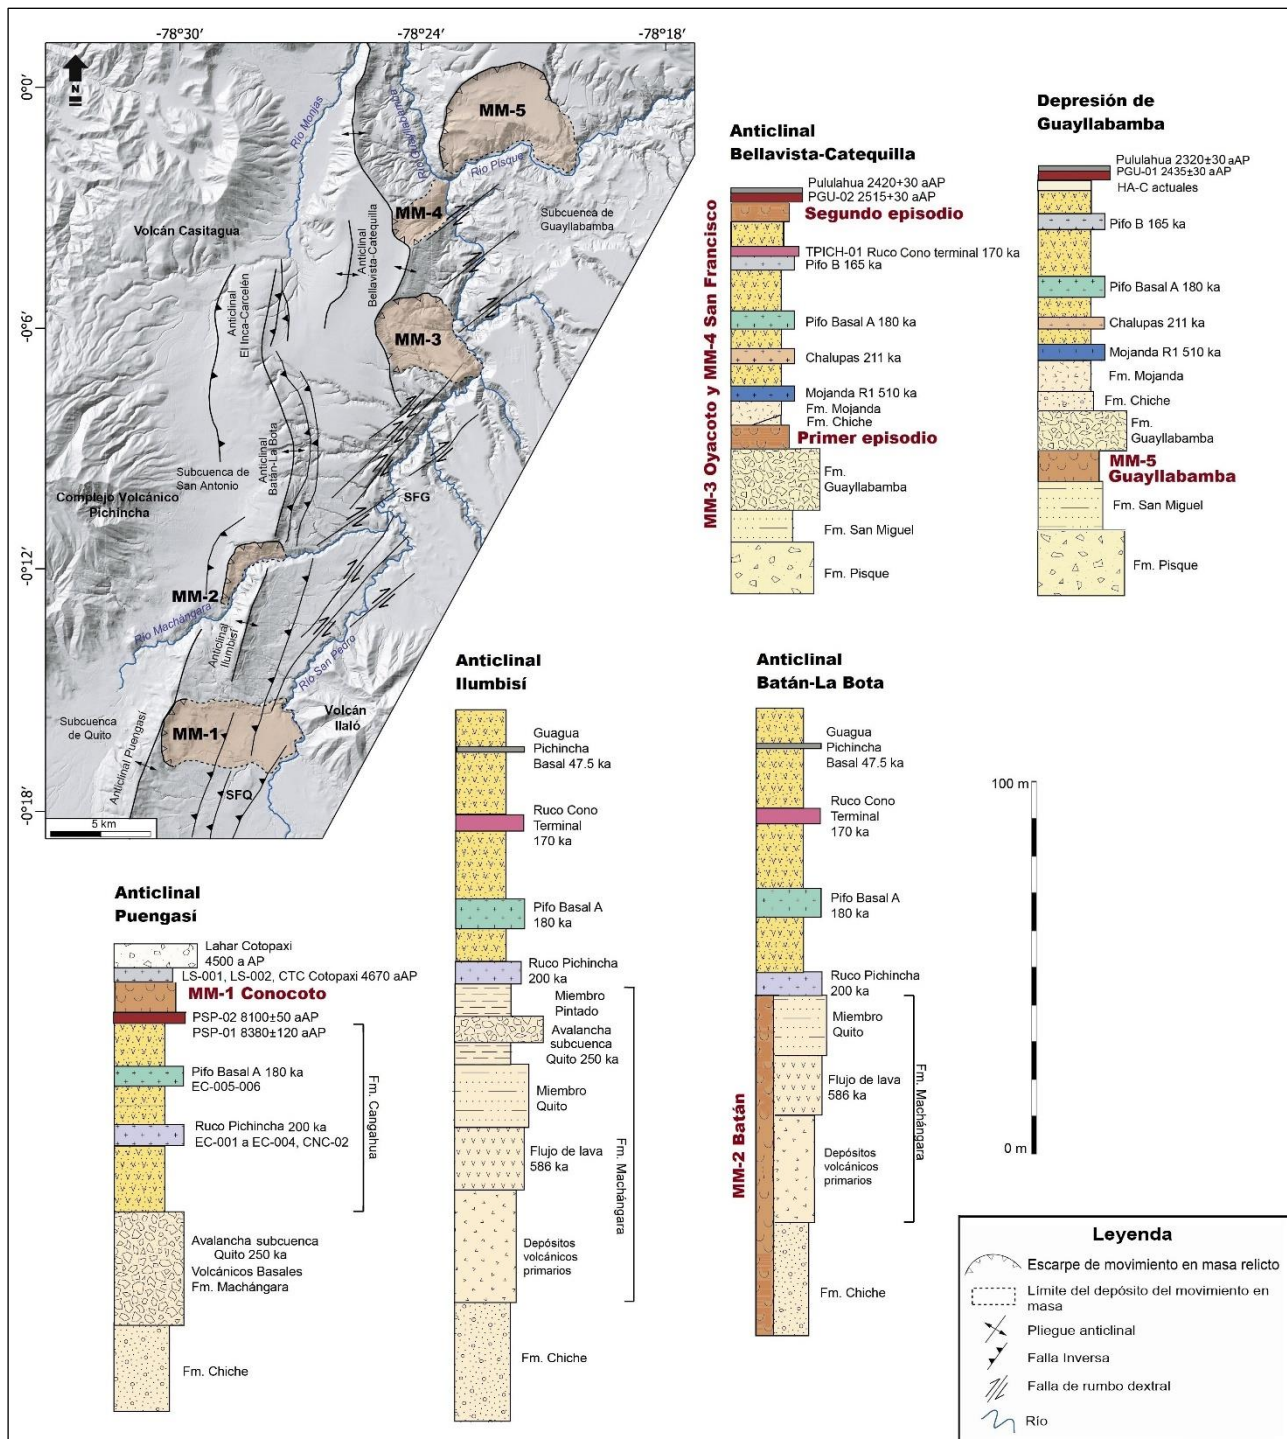 -78°30'
-78°24'
-78°18'
0°0'
-0°6'
-0°12'
-0°18'
N
Río Monjas
Río Guayllabamba
MM-5
Río Pisque
MM-4
Subcuenca de
Guayllabamba
Volcán Casitagua
Anticlinal
Bellavista-Catequilla
Anticlinal
El Inca-Carcelén
MM-3
Anticlinal
Batán-La Bota
Subcuenca de
San Antonio
Complejo Volcánico
Pichincha
SFG
MM-2
Río Machángara
Anticlinal
Ilumbisí
Río San Pedro
Subcuenca
de Quito
Anticlinal Puengasí
MM-1
Volcán
Ilaló
SFQ
5 km
Anticlinal
Bellavista-Catequilla
MM-3 Oyacoto y MM-4 San Francisco
Pululahua 2420+30 aAP
PGU-02 2515+30 aAP
Segundo episodio
TPICH-01 Ruco Cono terminal 170 ka
Pifo B 165 ka
Pifo Basal A 180 ka
Chalupas 211 ka
Mojanda R1 510 ka
Fm. Mojanda
Fm. Chiche
Primer episodio
Fm.
Guayllabamba
Fm. San Miguel
Fm. Pisque
Depresión de
Guayllabamba
Pululahua 2320±30 aAP
PGU-01 2435±30 aAP
HA-C actuales
Pifo B 165 ka
Pifo Basal A 180 ka
Chalupas 211 ka
Mojanda R1 510 ka
Fm. Mojanda
Fm. Chiche
Fm.
Guayllabamba
MM-5
Guayllabamba
Fm. San Miguel
Fm. Pisque
Anticlinal
Puengasí
Lahar Cotopaxi
4500 a AP
LS-001, LS-002, CTC Cotopaxi 4670 aAP
MM-1 Conocoto
PSP-02 8100±50 aAP
PSP-01 8380±120 aAP
Pifo Basal A 180 ka
EC-005-006
Ruco Pichincha 200 ka
EC-001 a EC-004, CNC-02
Fm. Cangahua
Avalancha subcuenca
Quito 250 ka
Volcánicos Basales
Fm. Machángara
Fm. Chiche
Anticlinal
Ilumbisí
Guagua
Pichincha
Basal 47.5 ka
Ruco Cono
Terminal
170 ka
Pifo Basal A
180 ka
Ruco Pichincha
200 ka
Miembro
Pintado
Avalancha
subcuenca
Quito 250 ka
Miembro
Quito
Flujo de lava
586 ka
Depósitos
volcánicos
primarios
Fm. Machángara
Fm. Chiche
Anticlinal
Batán-La Bota
Guagua
Pichincha
Basal 47.5 ka
Ruco Cono
Terminal
170 ka
Pifo Basal A
180 ka
Ruco Pichincha
200 ka
Miembro
Quito
Flujo de lava
586 ka
Depósitos
volcánicos
primarios
Fm. Machángara
MM-2 Batán
Fm. Chiche
100 m
0 m
Leyenda
Escarpe de movimiento en masa relicto
Límite del depósito del movimiento en
masa
Pliegue anticlinal
Falla Inversa
Falla de rumbo dextral
Río